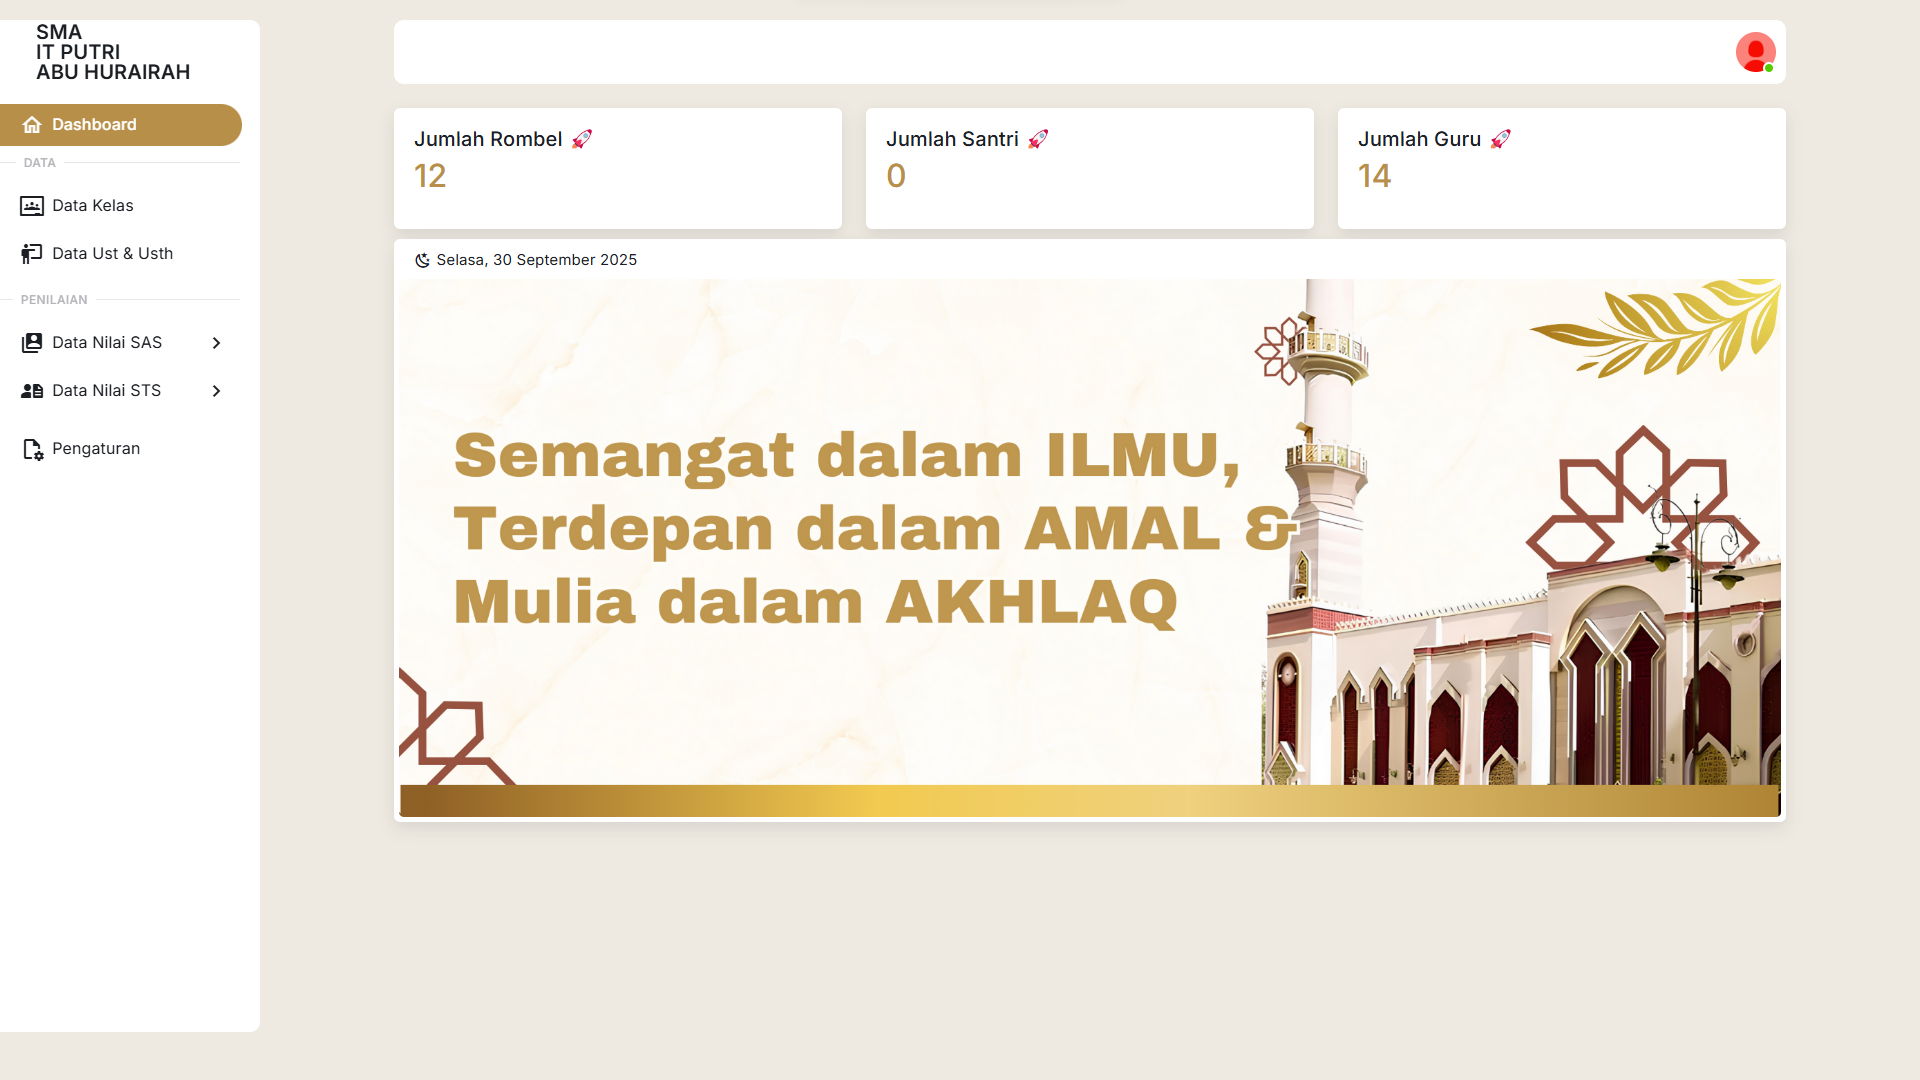 SMA
IT PUTRI
ABU HURAIRAH
Dashboard
DATA
Data Kelas
Data Ust & Usth
PENILAIAN
Data Nilai SAS
Data Nilai STS
Pengaturan
Jumlah Rombel 🚀
12
Jumlah Santri 🚀
0
Jumlah Guru 🚀
14
Selasa, 30 September 2025
Semangat dalam ILMU,
Terdepan dalam AMAL &
Mulia dalam AKHLAQ